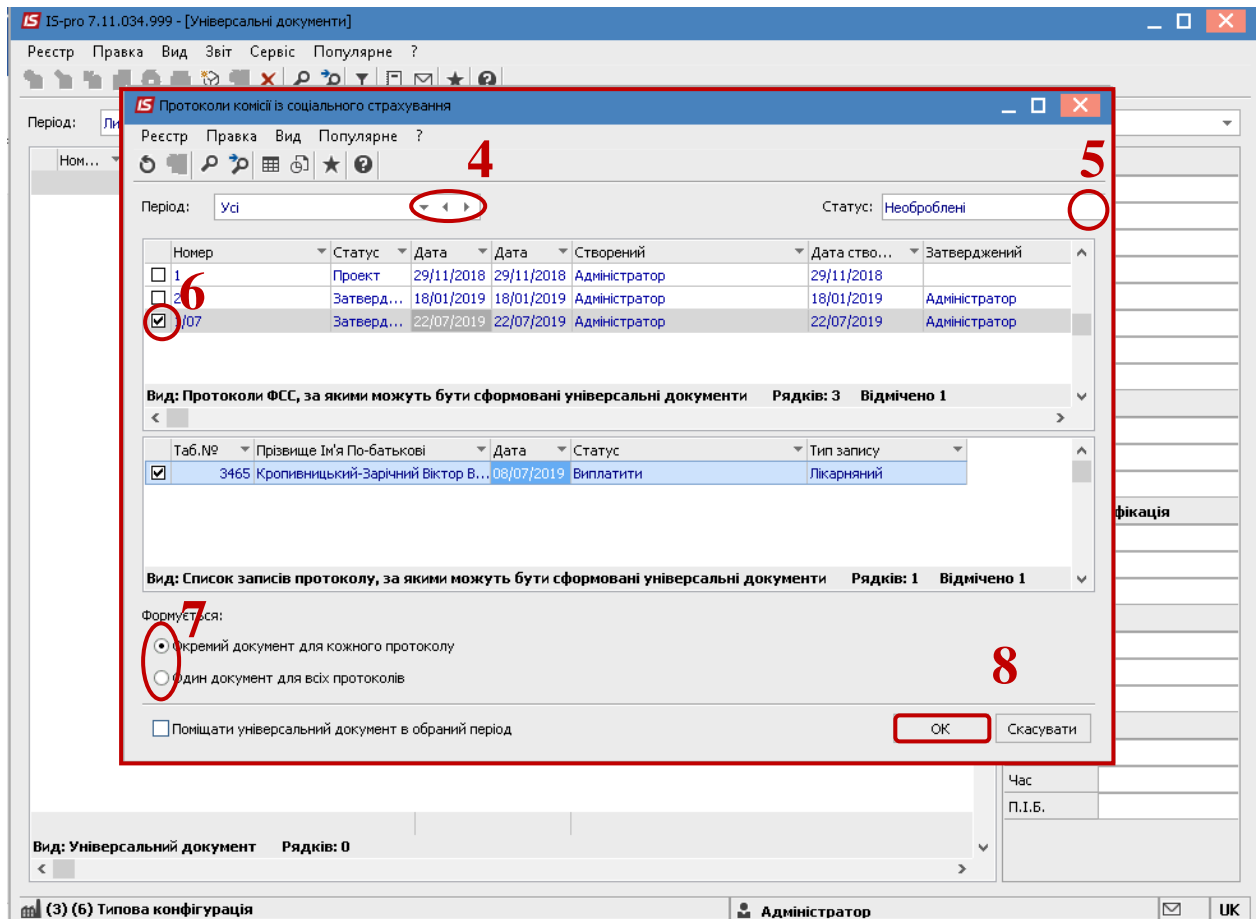 IS-pro 7.11.034.999 - [Універсальні документи]
Реєстр Правка Вид Звіт Сервіс Популярне ?
Протоколи комісії із соціального страхування
Період:
Реєстр Правка Вид Популярне ?
4
5
Ном...
Період: Усі Статус: Необроблені
Номер Статус Дата Дата Створений Дата ство... Затверджений
1 Проект 29/11/2018 29/11/2018 Адміністратор 29/11/2018
2 Затверд... 18/01/2019 18/01/2019 Адміністратор 18/01/2019 Адміністратор
6
/07 Затверд... 22/07/2019 22/07/2019 Адміністратор 22/07/2019 Адміністратор
Вид: Протоколи ФСС, за якими можуть бути сформовані універсальні документи Рядків: 3 Відмічено 1
Таб.№ Прізвище Ім'я По-батькові Дата Статус Тип запису
3465 Кропивницький-Зарічний Віктор В... 08/07/2019 Виплатити Лікарняний
фікація
Вид: Список записів протоколу, за якими можуть бути сформовані універсальні документи Рядків: 1 Відмічено 1
Формується:
7
Окремий документ для кожного протоколу
Один документ для всіх протоколів
8
Поміщати універсальний документ в обраний період ОК Скасувати
Час
П.І.Б.
Вид: Універсальний документ Рядків: 0
(3) (6) Типова конфігурація Адміністратор UK